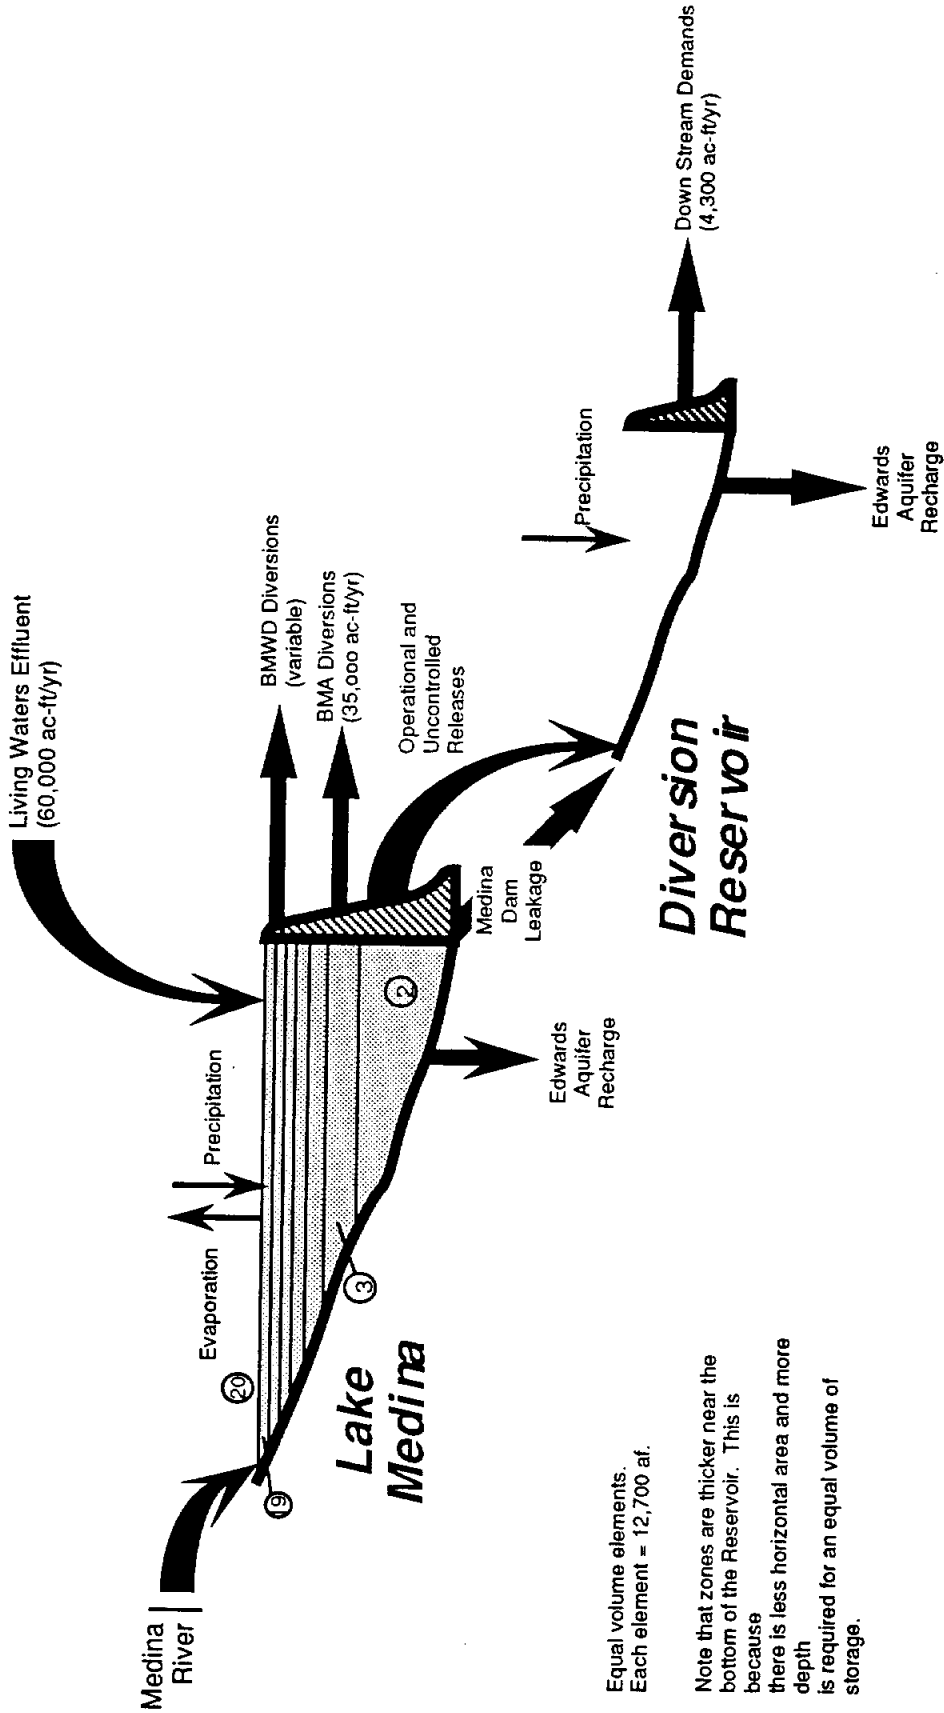 Living Waters Effluent
(60,000 ac-ft/yr)
Medina
River
20
19
Evaporation
Precipitation
BMWD Diversions
(variable)
BMA Diversions
(35,ooo ac-ft/yr)
Operational and
Uncontrolled
Releases
3
2
Lake
Medina
Medina
Dam
Leakage
Edwards
Aquifer
Recharge
Precipitation
Down Stream Demands
(4,300 ac-ft/yr)
Diversion
Reservoir
Edwards
Aquifer
Recharge
Equal volume elements.
Each element = 12,700 af.
Note that zones are thicker near the
bottom of the Reservoir. This is
because
there is less horizontal area and more
depth
is required for an equal volume of
storage.